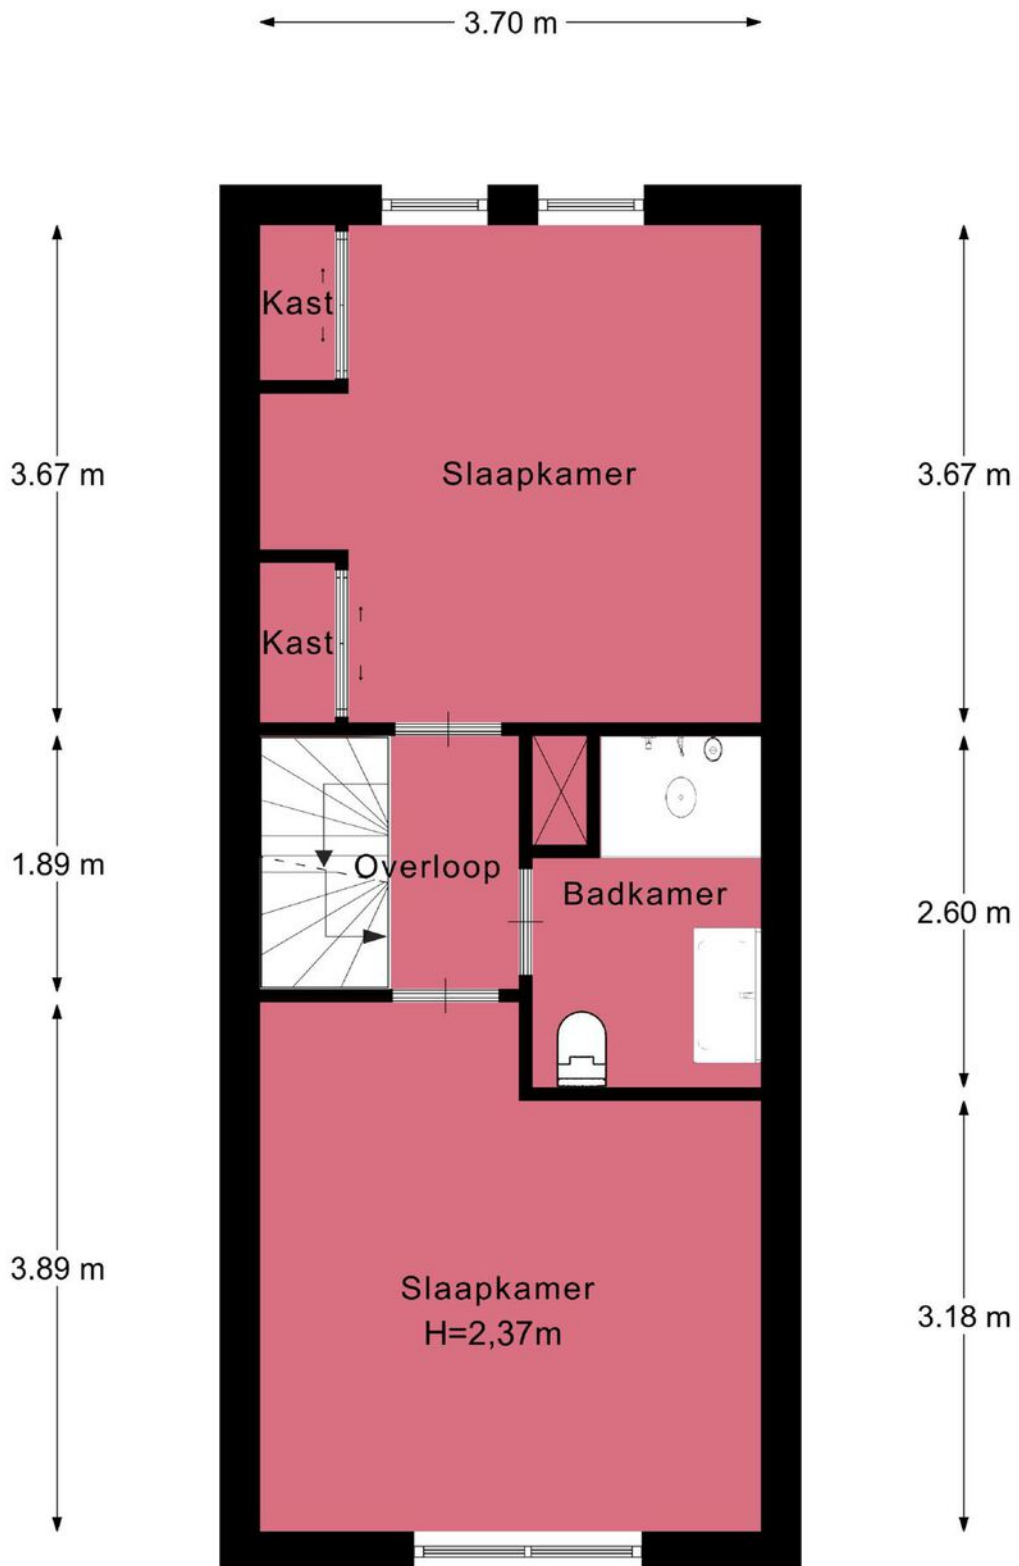 3.70 m
Kast
3.67 m
Slaapkamer
3.67 m
Kast
1.89 m
Overloop
Badkamer
2.60 m
3.89 m
Slaapkamer
H=2,37m
3.18 m